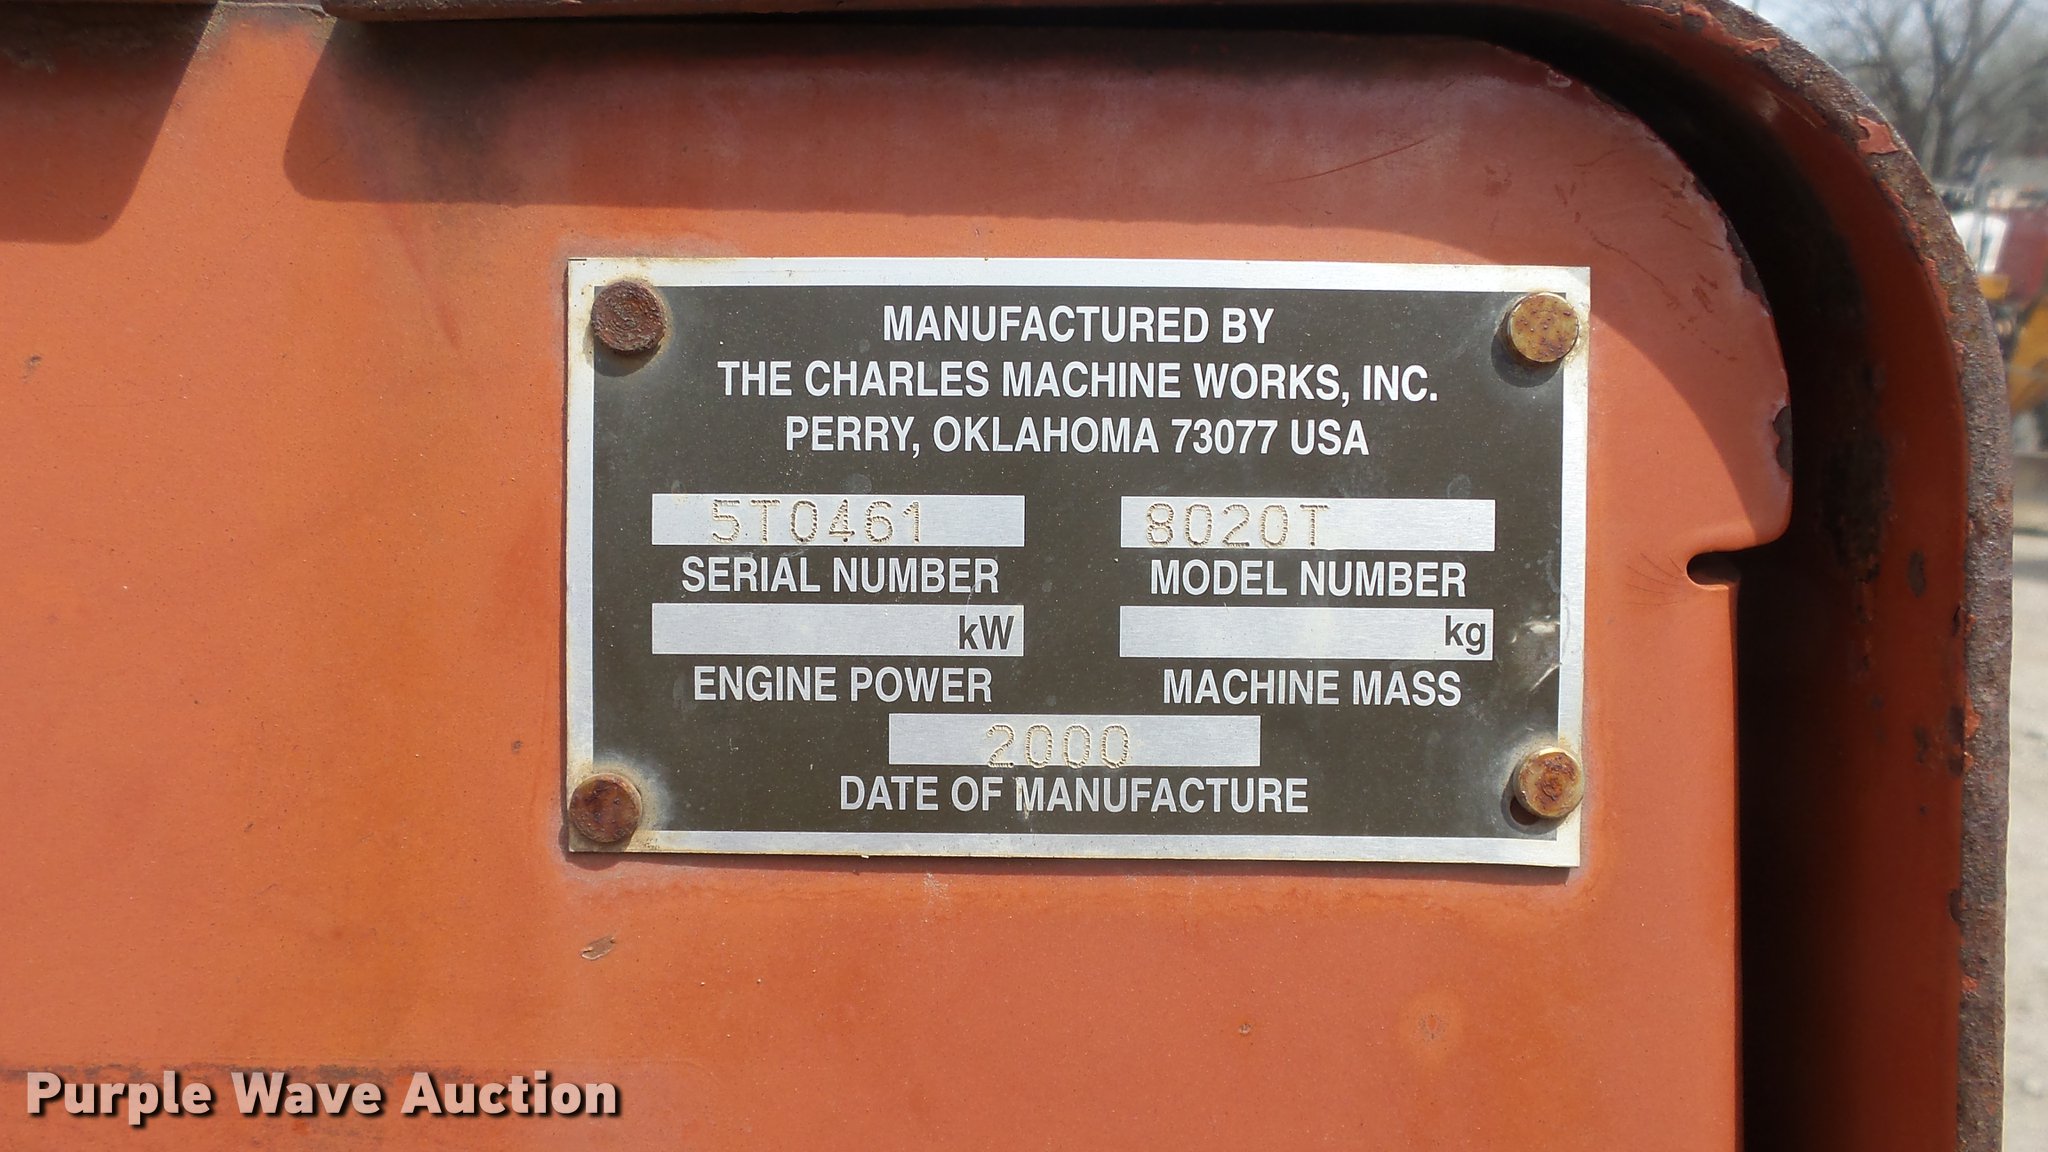 MANUFACTURED BY
THE CHARLES MACHINE WORKS, INC.
PERRY, OKLAHOMA 73077 USA
5T0461 8020T
SERIAL NUMBER MODEL NUMBER
kW kg
ENGINE POWER MACHINE MASS
2000
DATE OF MANUFACTURE
Purple Wave Auction